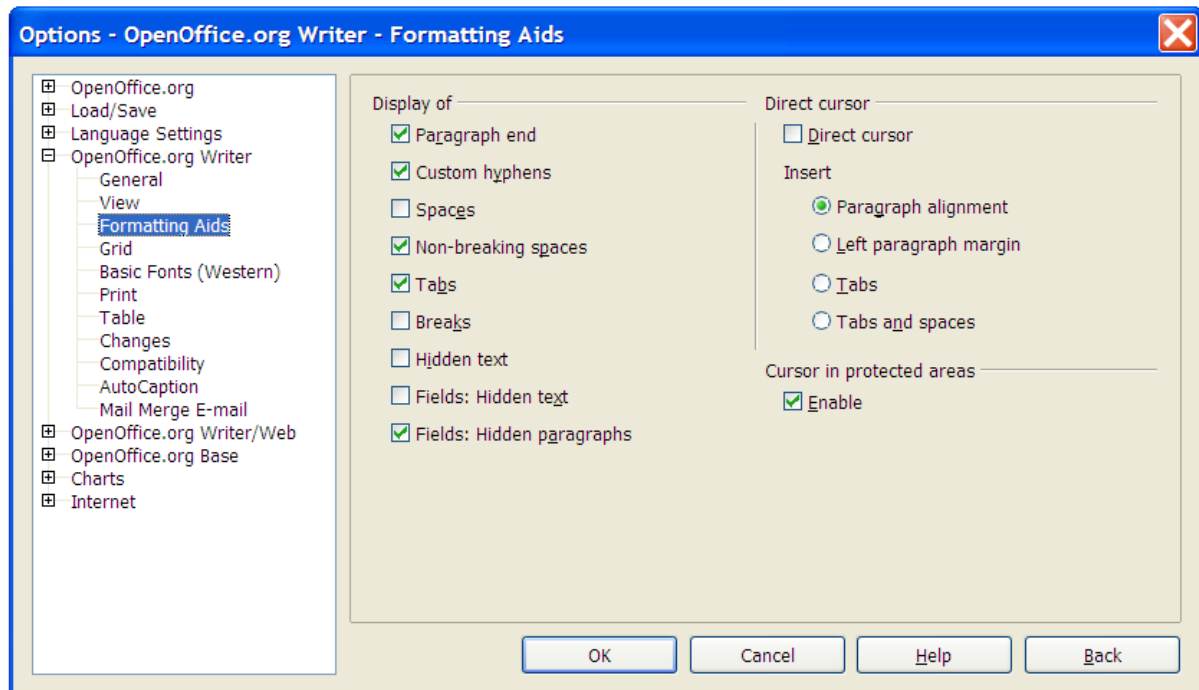 Options - OpenOffice.org Writer - Formatting Aids
OpenOffice.org
Load/Save
Language Settings
OpenOffice.org Writer
General
View
Formatting Aids
Grid
Basic Fonts (Western)
Print
Table
Changes
Compatibility
AutoCaption
Mail Merge E-mail
OpenOffice.org Writer/Web
OpenOffice.org Base
Charts
Internet
Display of
Paragraph end
Custom hyphens
Spaces
Non-breaking spaces
Tabs
Breaks
Hidden text
Fields: Hidden text
Fields: Hidden paragraphs
Direct cursor
Direct cursor
Insert
Paragraph alignment
Left paragraph margin
Tabs
Tabs and spaces
Cursor in protected areas
Enable
OK
Cancel
Help
Back